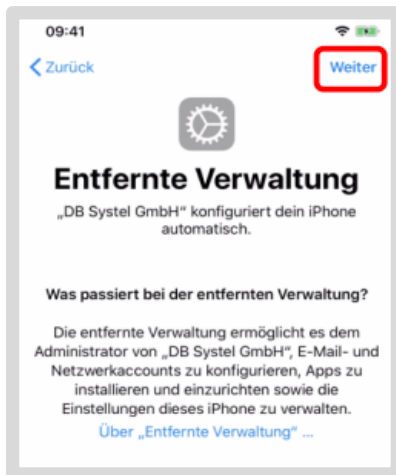 09:41
Zurück
Weiter
Entfernte Verwaltung
„DB Systel GmbH“ konfiguriert dein iPhone
automatisch.
Was passiert bei der entfernten Verwaltung?
Die entfernte Verwaltung ermöglicht es dem
Administrator von „DB Systel GmbH“, E-Mail- und
Netzwerkaccounts zu konfigurieren, Apps zu
installieren und einzurichten sowie die
Einstellungen dieses iPhone zu verwalten.
Über „Entfernte Verwaltung“ ...